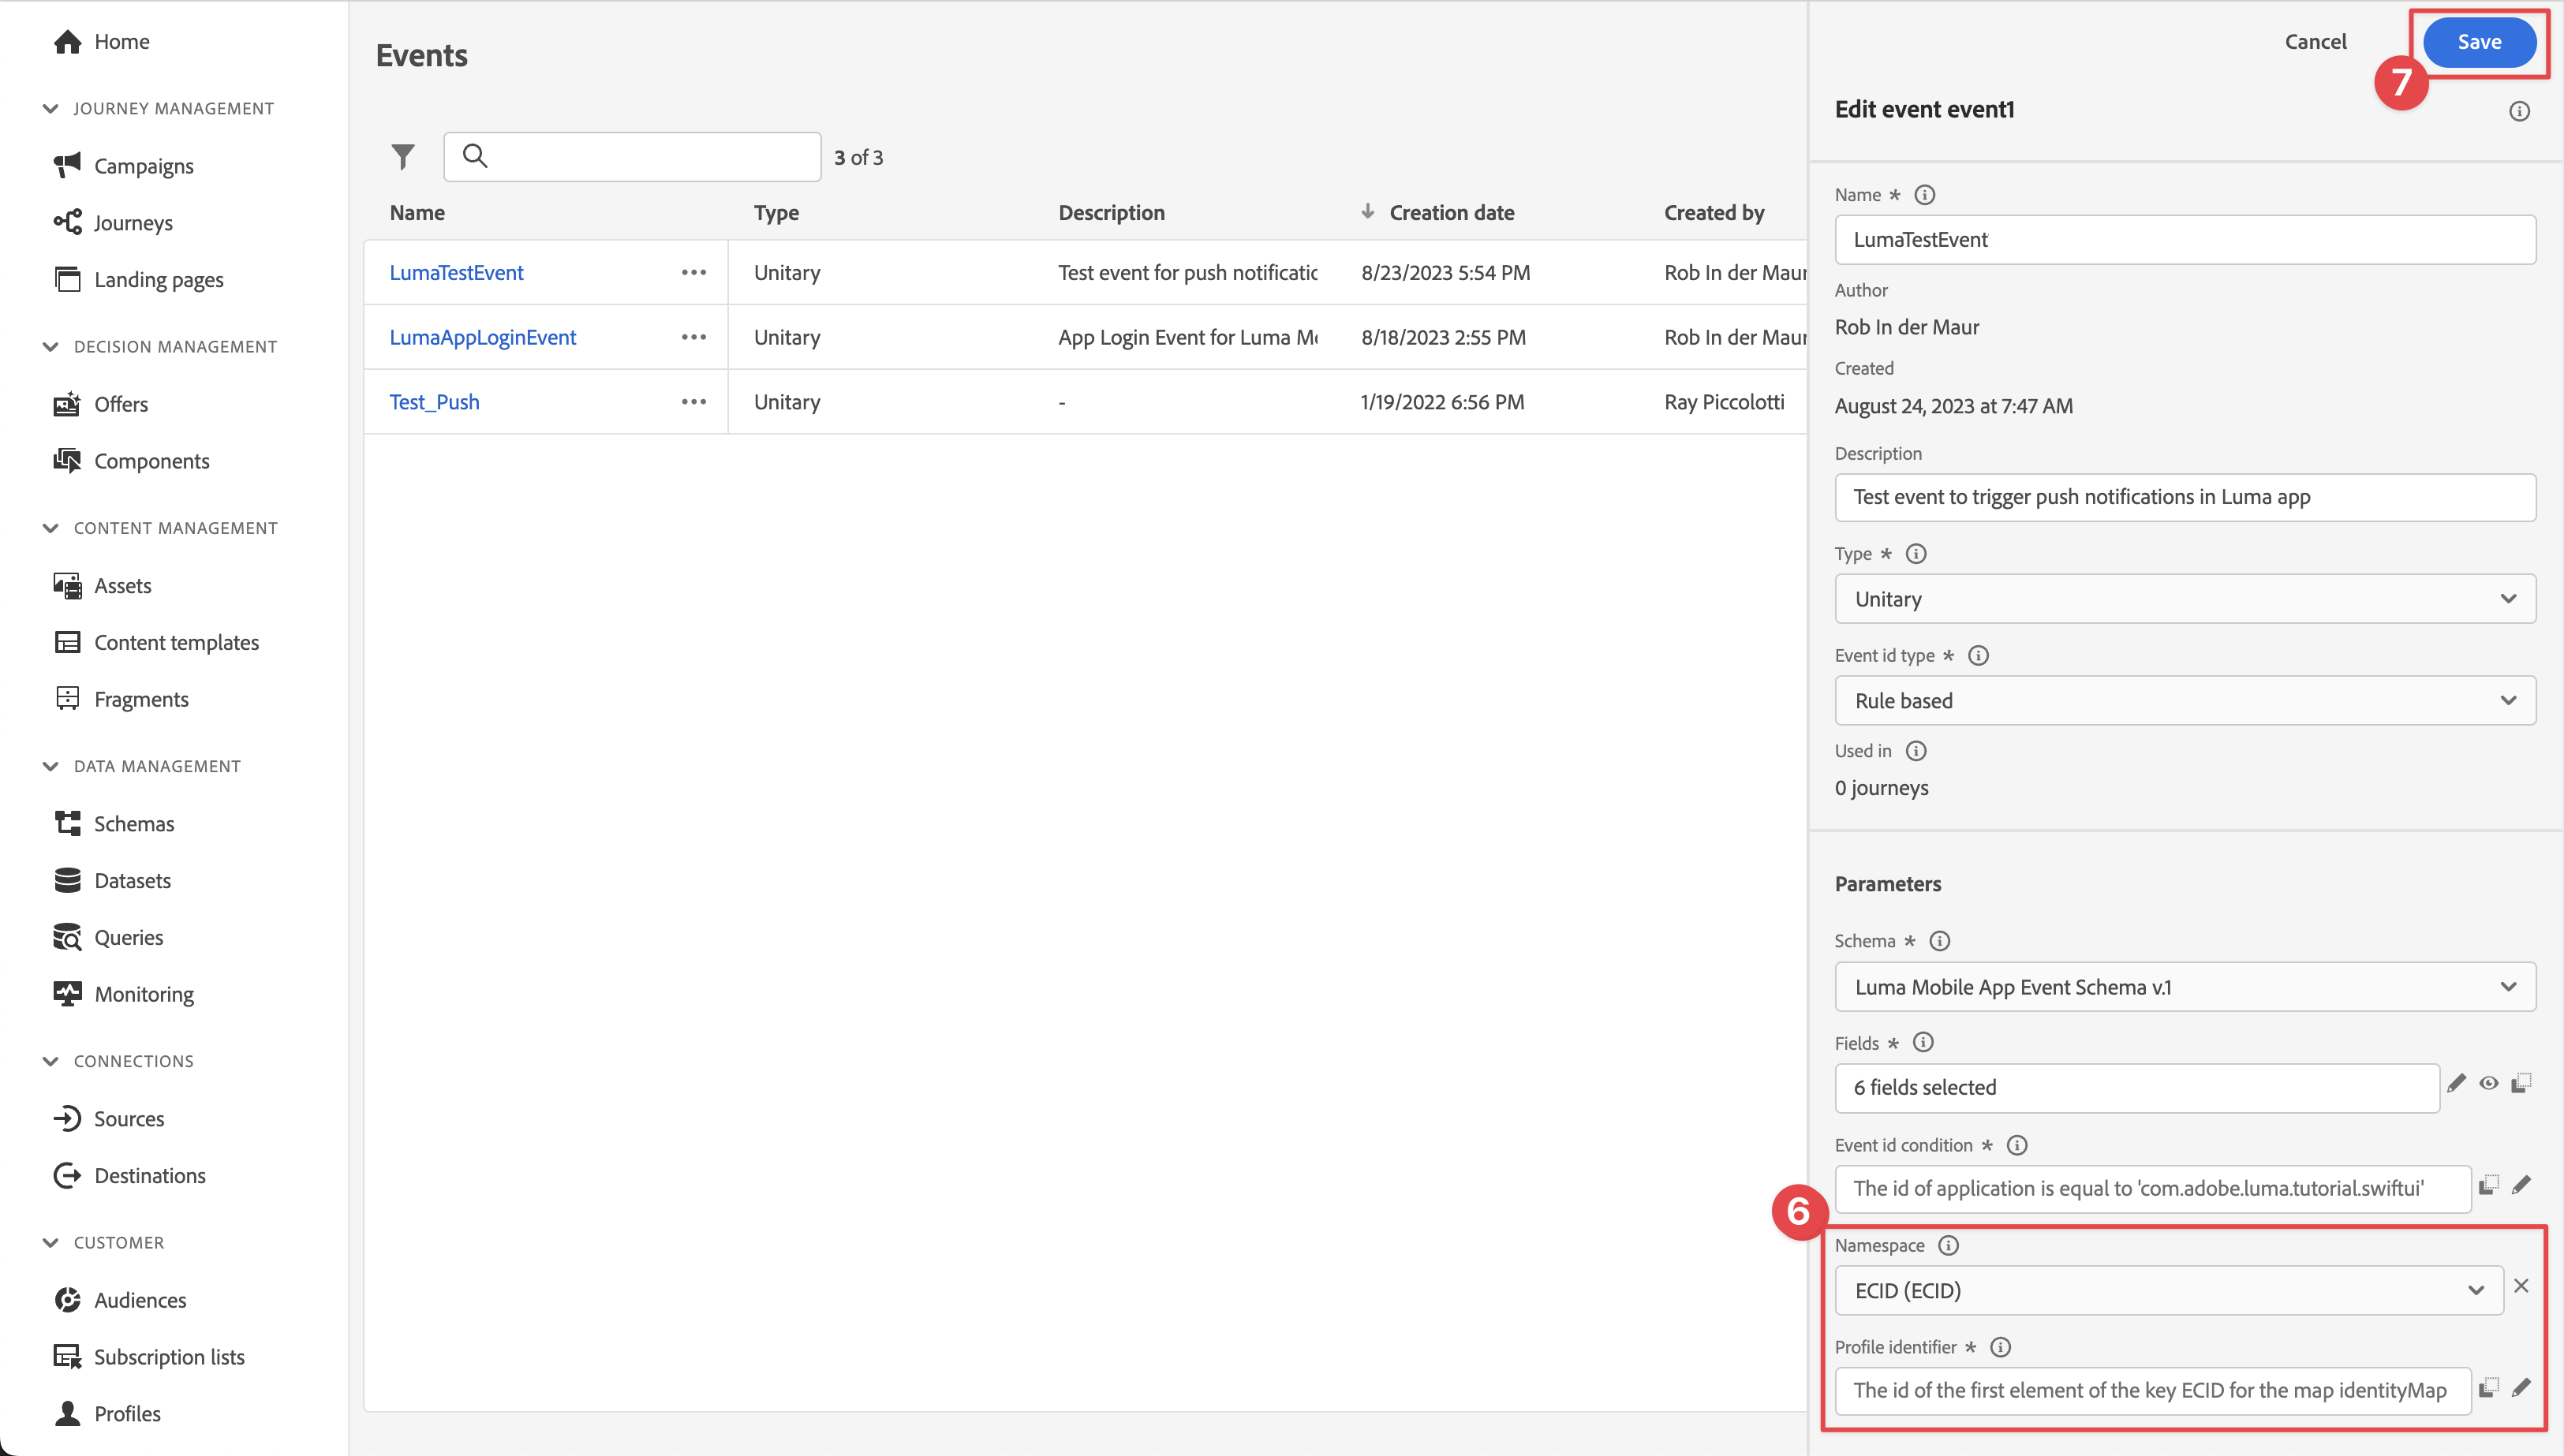 Home
JOURNEY MANAGEMENT
Campaigns
Journeys
Landing pages
DECISION MANAGEMENT
Offers
Components
CONTENT MANAGEMENT
Assets
Content templates
Fragments
DATA MANAGEMENT
Schemas
Datasets
Queries
Monitoring
CONNECTIONS
Sources
Destinations
CUSTOMER
Audiences
Subscription lists
Profiles
Events
3 of 3
Name Type Description Creation date Created by
LumaTestEvent Unitary Test event for push notificatic 8/23/2023 5:54 PM Rob In der Maur
LumaAppLoginEvent Unitary App Login Event for Luma M 8/18/2023 2:55 PM Rob In der Maur
Test_Push Unitary - 1/19/2022 6:56 PM Ray Piccolotti
Cancel Save
7
Edit event event1
Name *
LumaTestEvent
Author
Rob In der Maur
Created
August 24, 2023 at 7:47 AM
Description
Test event to trigger push notifications in Luma app
Type *
Unitary
Event id type *
Rule based
Used in
0 journeys
Parameters
Schema *
Luma Mobile App Event Schema v.1
Fields *
6 fields selected
Event id condition *
The id of application is equal to 'com.adobe.luma.tutorial.swiftui'
6
Namespace
ECID (ECID)
Profile identifier *
The id of the first element of the key ECID for the map identityMap